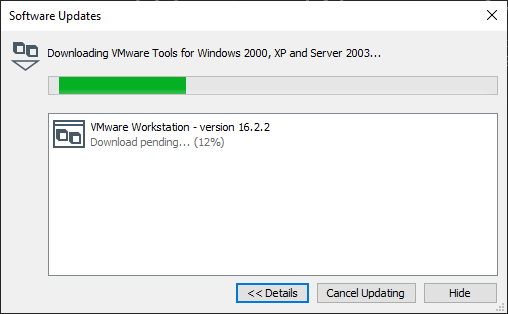 Software Updates
Downloading VMware Tools for Windows 2000, XP and Server 2003...
VMware Workstation - version 16.2.2
Download pending... (12%)
<< Details
Cancel Updating
Hide